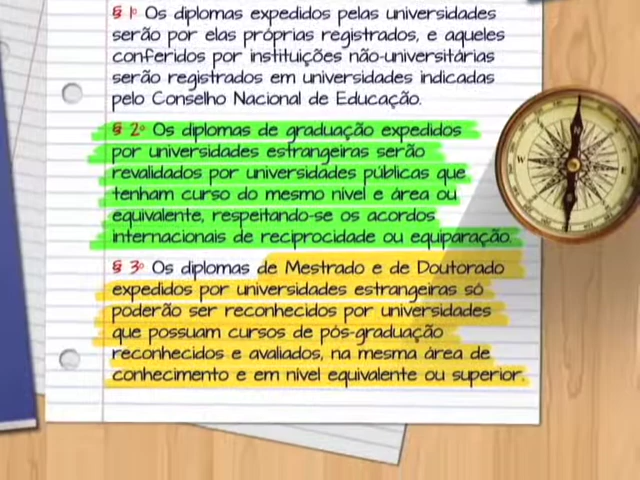 § 1º Os diplomas expedidos pelas universidades
serão por elas próprias registrados, e aqueles
conferidos por instituições não-universitárias
serão registrados em universidades indicadas
pelo Conselho Nacional de Educação.
§ 2º Os diplomas de graduação expedidos
por universidades estrangeiras serão
revalidados por universidades públicas que
tenham curso do mesmo nível e área ou
equivalente, respeitando-se os acordos
internacionais de reciprocidade ou equiparação.
§ 3º Os diplomas de Mestrado e de Doutorado
expedidos por universidades estrangeiras só
poderão ser reconhecidos por universidades
que possuam cursos de pós-graduação
reconhecidos e avaliados, na mesma área de
conhecimento e em nível equivalente ou superior.
N
E
W